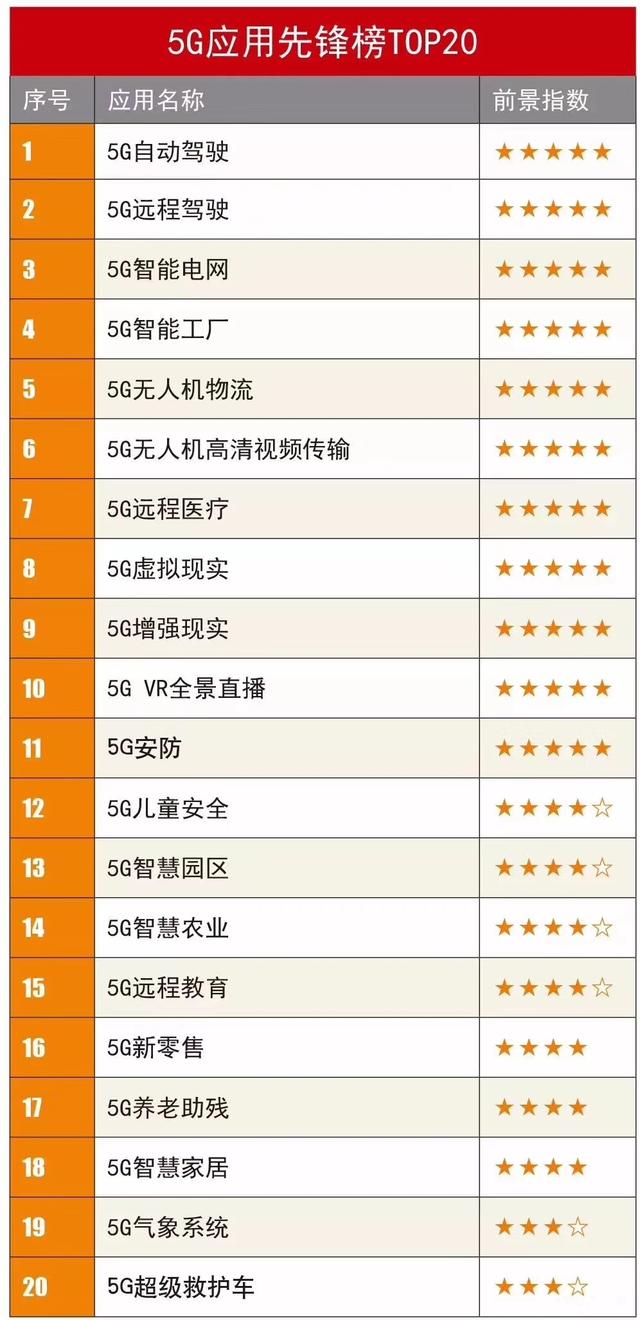 5G应用先锋榜TOP20
序号 应用名称 前景指数
1 5G自动驾驶 ★★★★★
2 5G远程驾驶 ★★★★★
3 5G智能电网 ★★★★★
4 5G智能工厂 ★★★★★
5 5G无人机物流 ★★★★★
6 5G无人机高清视频传输 ★★★★★
7 5G远程医疗 ★★★★★
8 5G虚拟现实 ★★★★★
9 5G增强现实 ★★★★★
10 5G VR全景直播 ★★★★★
11 5G安防 ★★★★★
12 5G儿童安全 ★★★★☆
13 5G智慧园区 ★★★★☆
14 5G智慧农业 ★★★★☆
15 5G远程教育 ★★★★☆
16 5G新零售 ★★★★
17 5G养老助残 ★★★★
18 5G智慧家居 ★★★★
19 5G气象系统 ★★★☆
20 5G超级救护车 ★★★☆